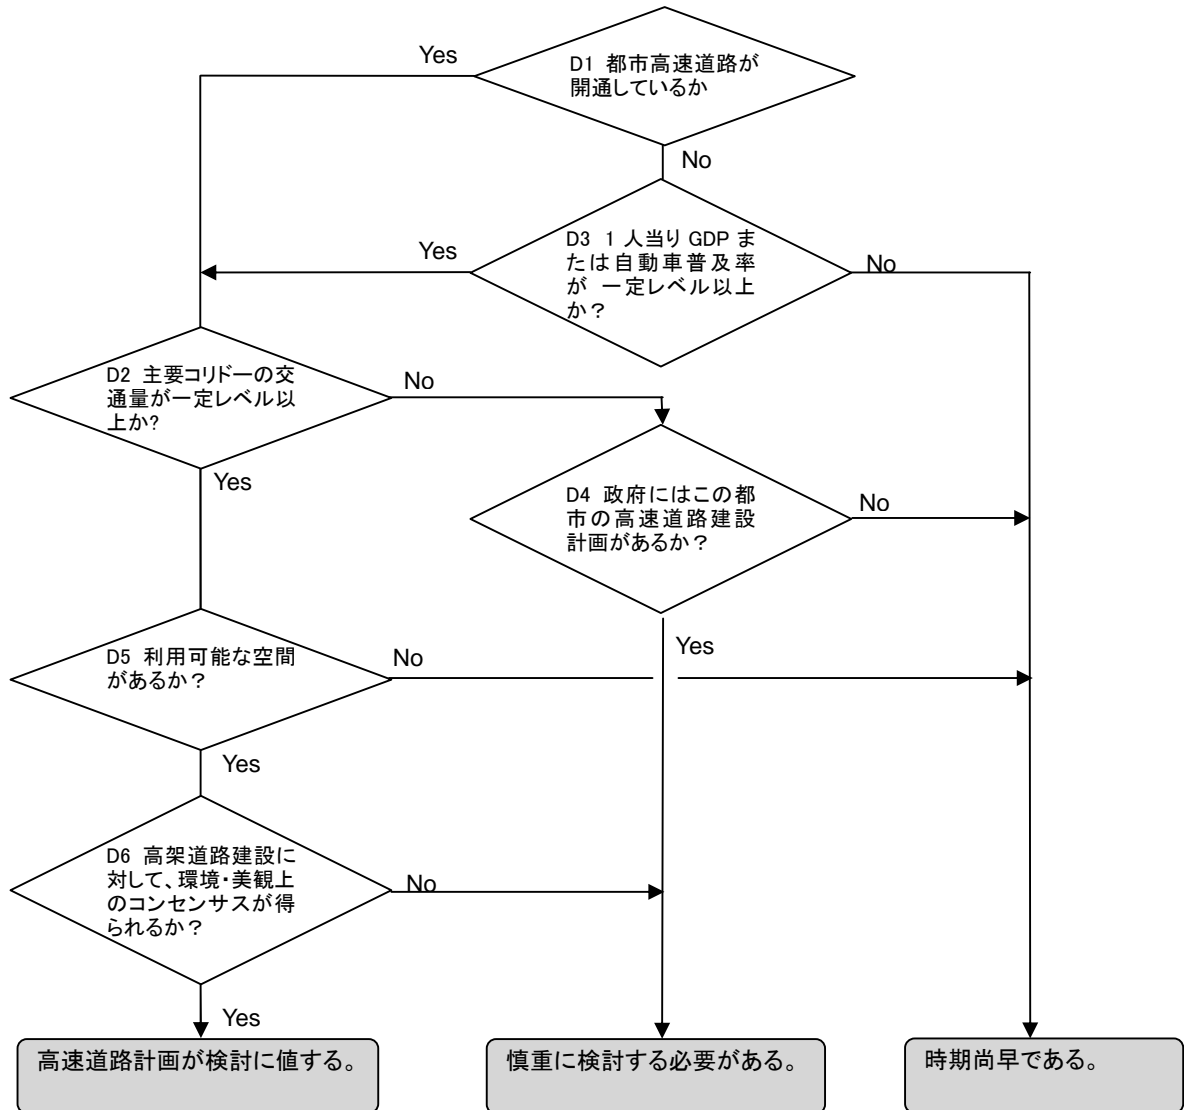 Yes
D1 都市高速道路が
開通しているか
No
Yes
D3 1 人当り GDP ま
たは自動車普及率
が 一定レベル以上
か？
No
D2 主要コリドーの交
通量が一定レベル以
上か?
No
Yes
D4 政府にはこの都
市の高速道路建設
計画があるか？
No
Yes
D5 利用可能な空間
があるか？
No
Yes
D6 高架道路建設に
対して、環境・美観上
のコンセンサスが得
られるか？
No
Yes
高速道路計画が検討に値する。
慎重に検討する必要がある。
時期尚早である。